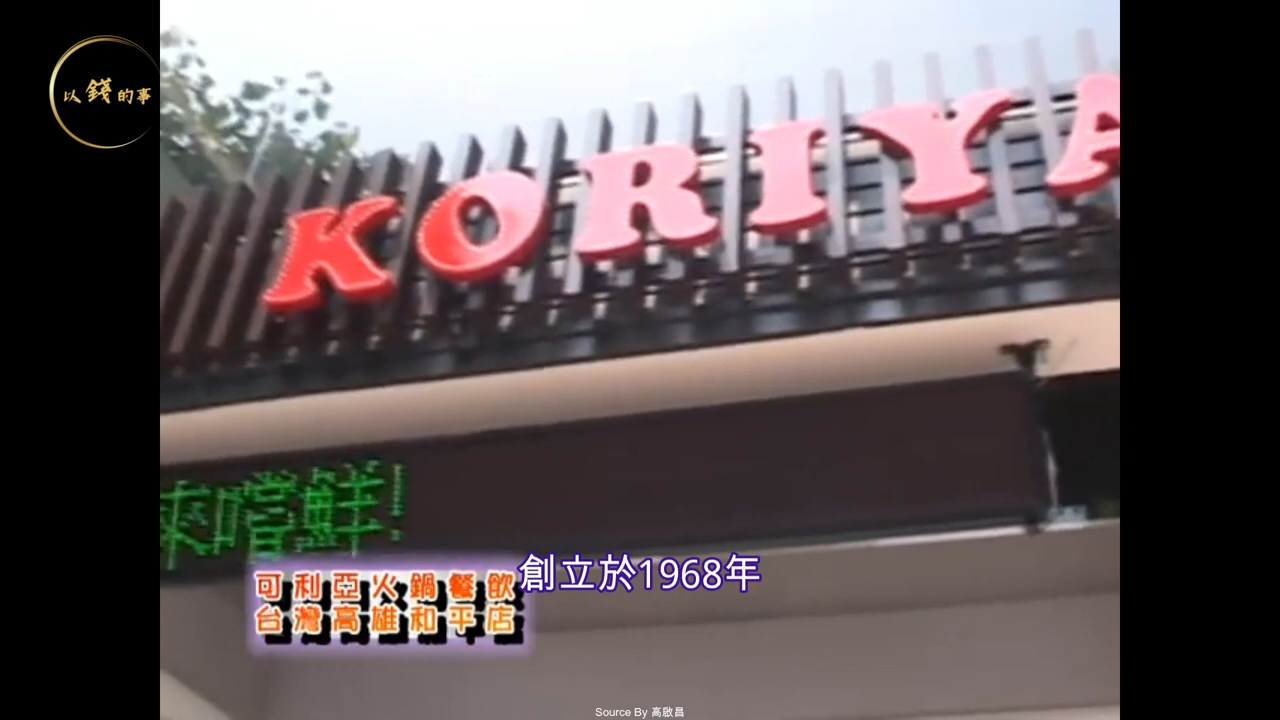 以錢的事
KORIYA
來嚐鮮!
可利亞火鍋餐飲
台灣高雄和平店
創立於1968年
Source By 高啟昌